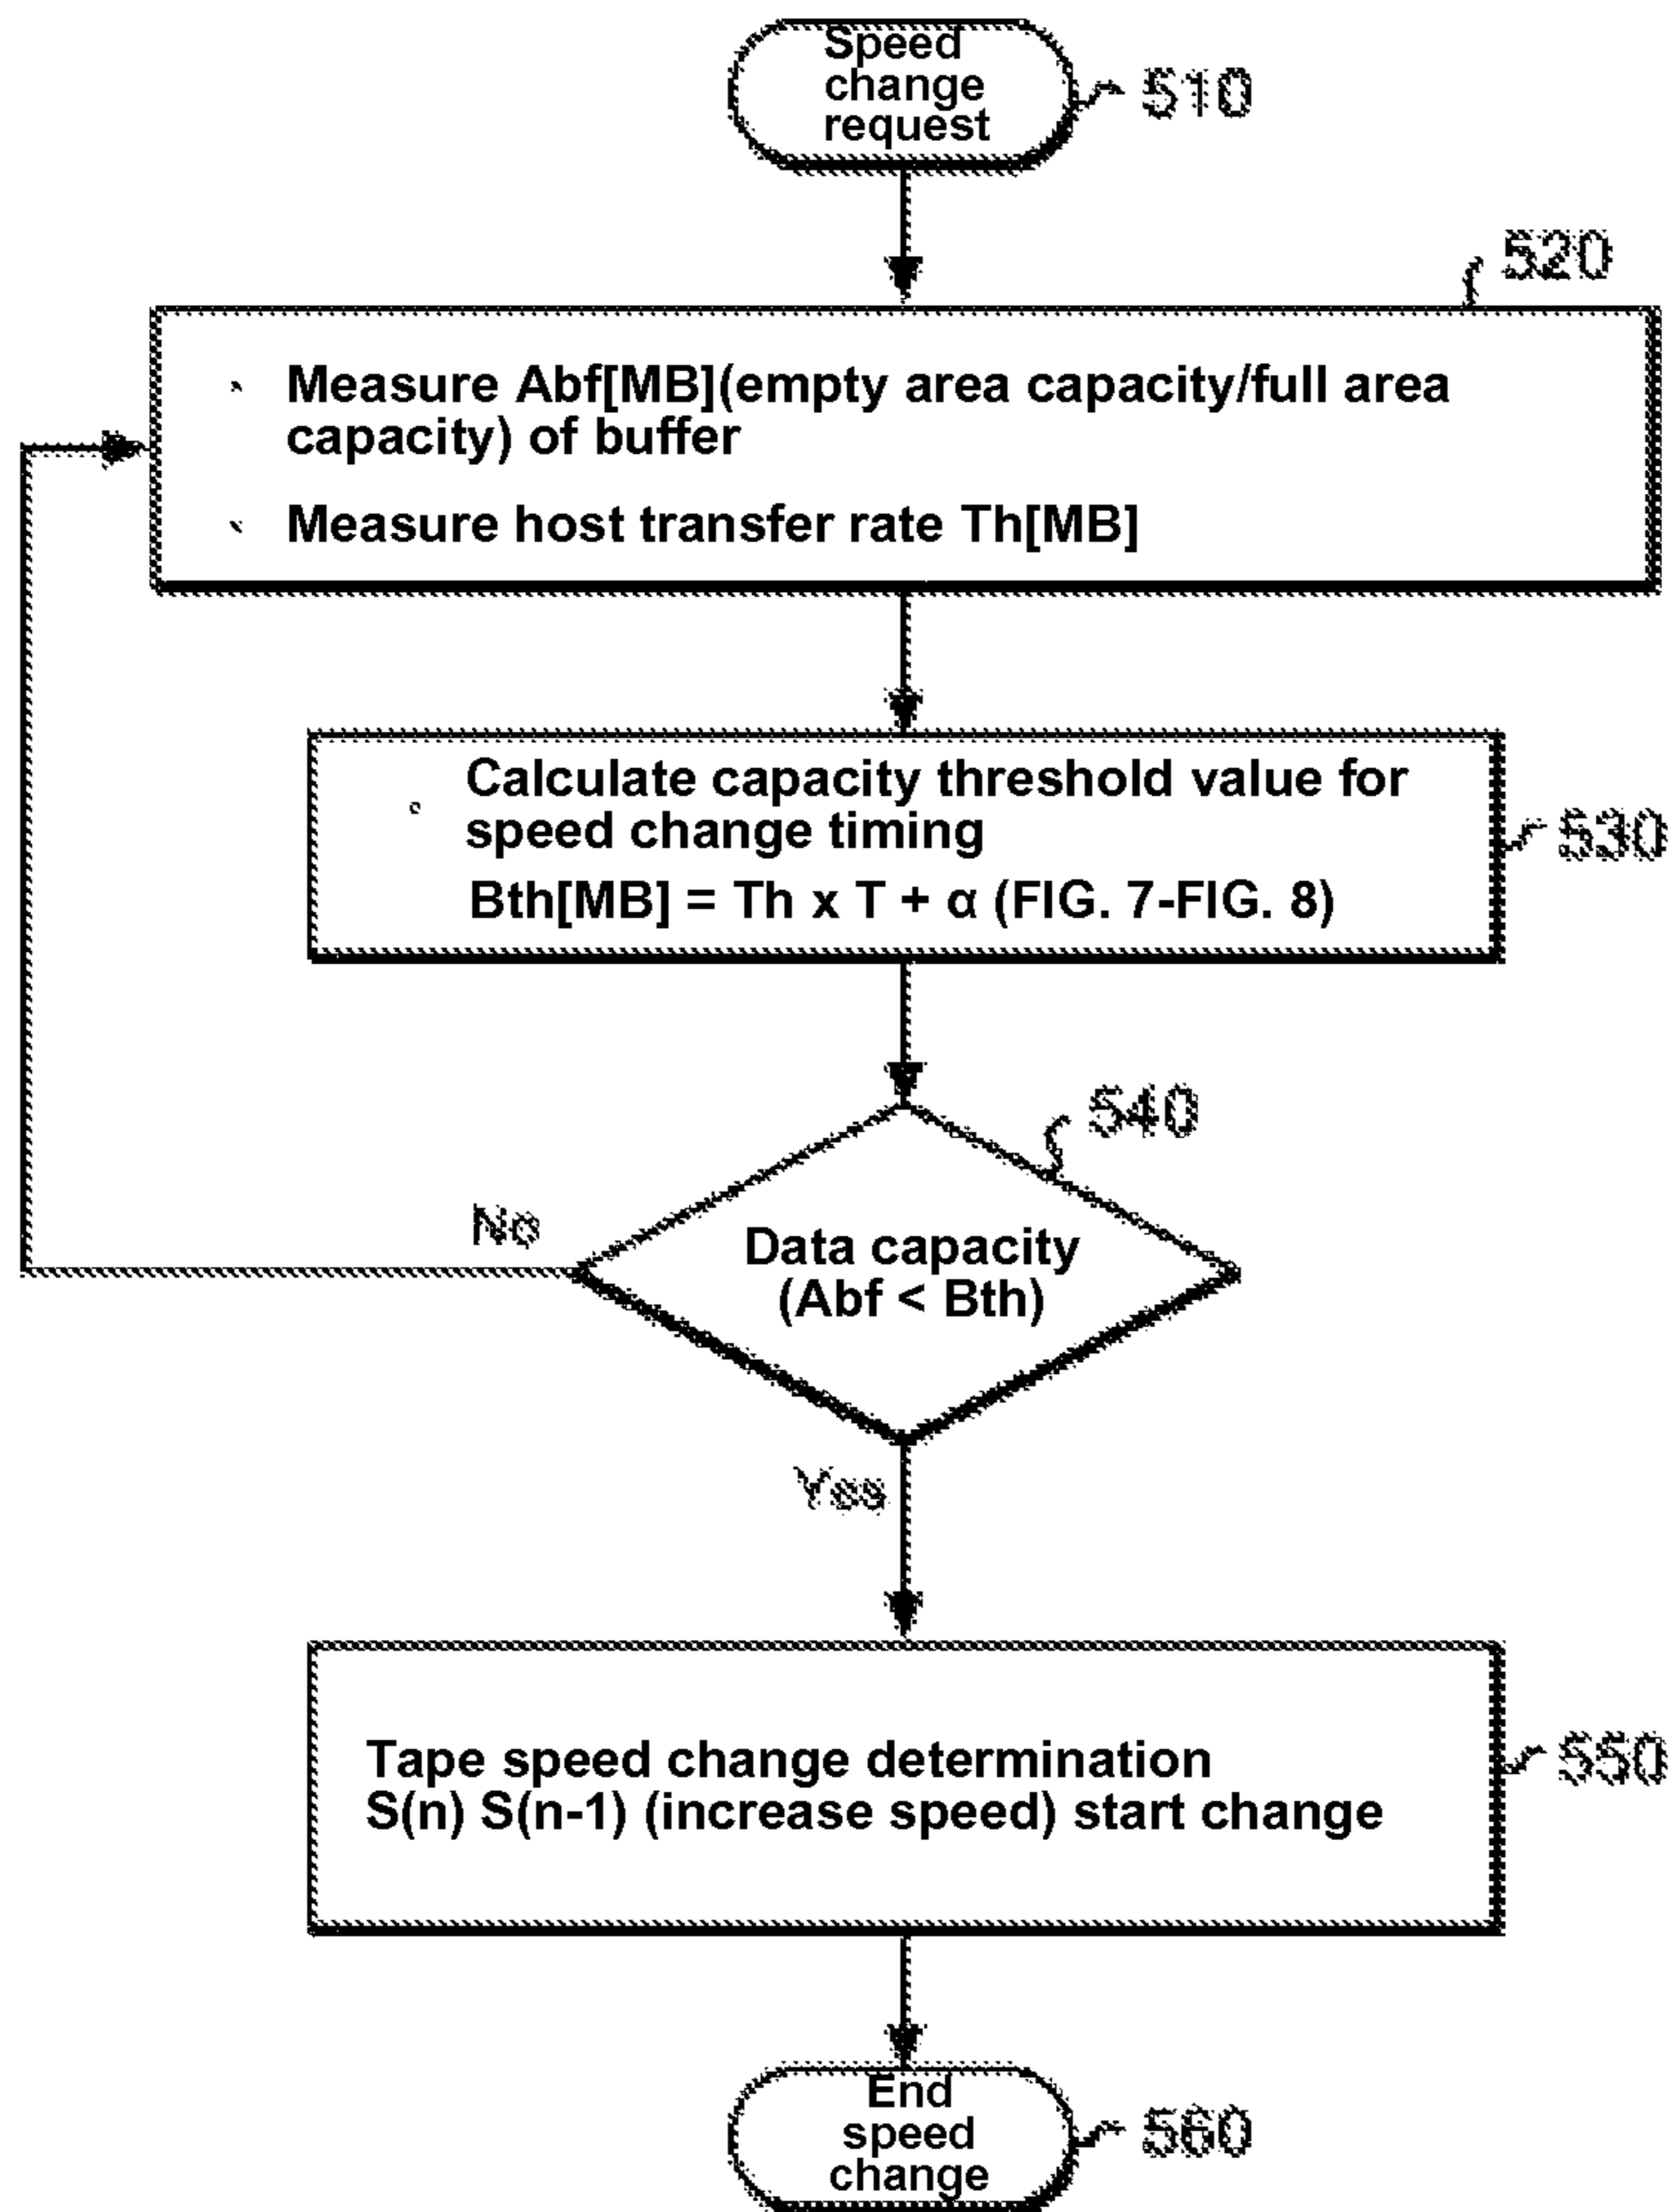 Speed
change
request
510
520
Measure Abf[MB](empty area capacity/full area
capacity) of buffer
Measure host transfer rate Th[MB]
Calculate capacity threshold value for
speed change timing
Bth[MB] = Th x T + α (FIG. 7-FIG. 8)
530
540
No
Data capacity
(Abf < Bth)
Yes
Tape speed change determination
S(n) S(n-1) (increase speed) start change
550
End
speed
change
560